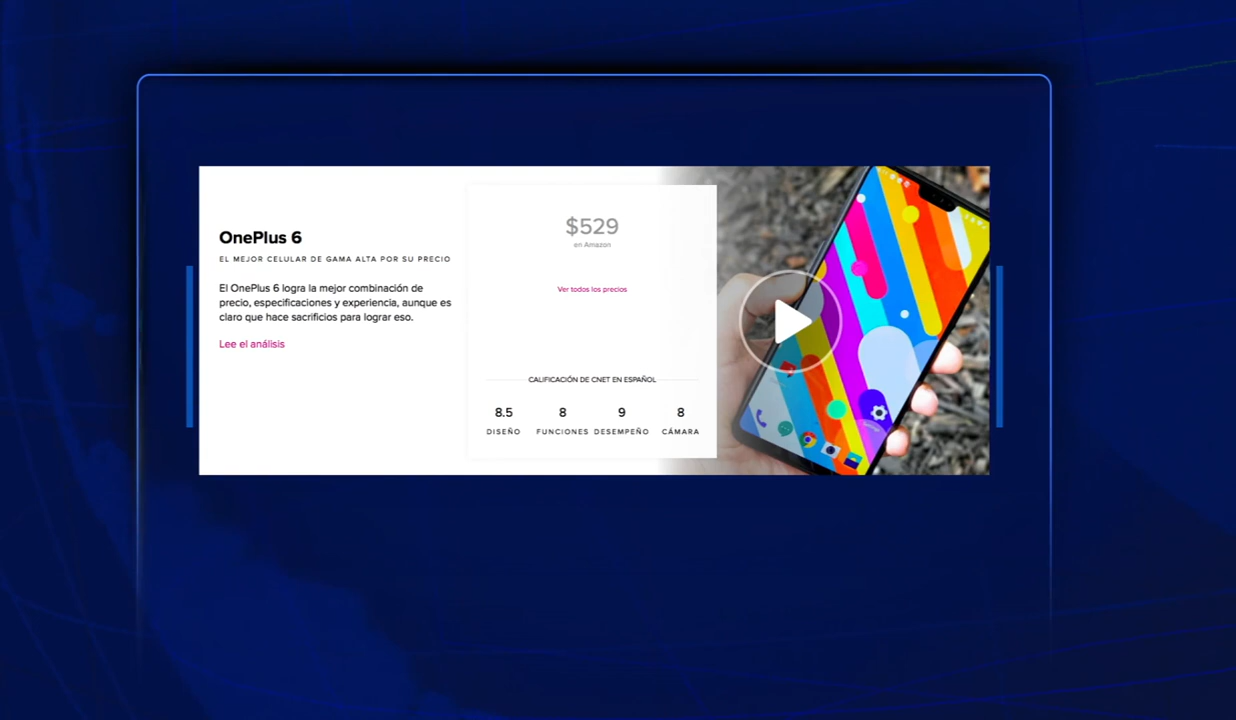 OnePlus 6
EL MEJOR CELULAR DE GAMA ALTA POR SU PRECIO
El OnePlus 6 logra la mejor combinación de
precio, especificaciones y experiencia, aunque es
claro que hace sacrificios para lograr eso.
Lee el análisis
$529
en Amazon
Ver todos los precios
CALIFICACIÓN DE CNET EN ESPAÑOL
8.5 8 9 8
DISEÑO FUNCIONES DESEMPEÑO CÁMARA